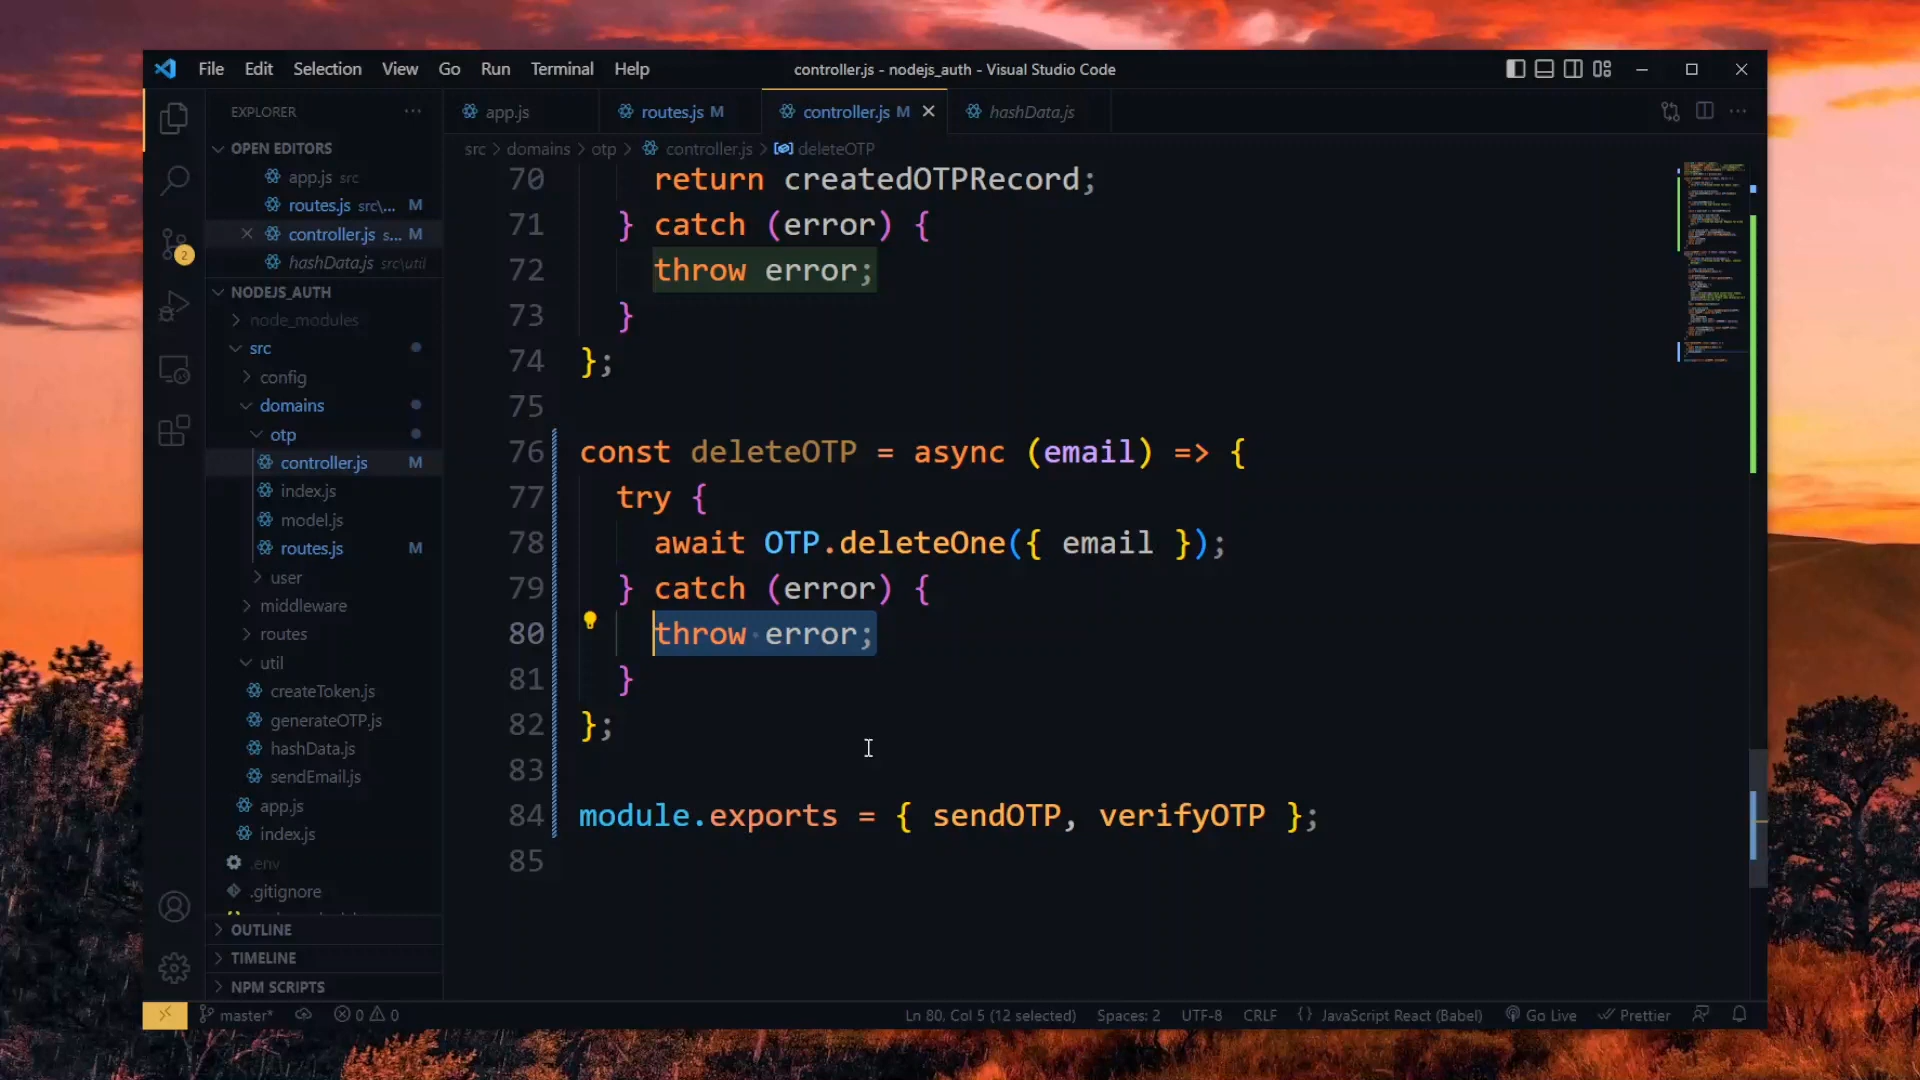 File Edit Selection View Go Run Terminal Help
controller.js - nodejs_auth - Visual Studio Code
EXPLORER
OPEN EDITORS
app.js src
routes.js src\... M
controller.js s... M
hashData.js src\util
NODEJS_AUTH
node_modules
src
config
domains
otp
controller.js M
index.js
model.js
routes.js M
user
middleware
routes
util
createToken.js
generateOTP.js
hashData.js
sendEmail.js
app.js
index.js
.env
.gitignore
OUTLINE
TIMELINE
NPM SCRIPTS
2
app.js routes.js M controller.js M hashData.js
src > domains > otp > controller.js > deleteOTP
70 return createdOTPRecord;
71 } catch (error) {
72 throw error;
73 }
74 };
75
76 const deleteOTP = async (email) => {
77 try {
78 await OTP.deleteOne({ email });
79 } catch (error) {
80 throw error;
81 }
82 };
83
84 module.exports = { sendOTP, verifyOTP };
85
master* 0 0 Ln 80, Col 5 (12 selected) Spaces: 2 UTF-8 CRLF {} JavaScript React (Babel) Go Live Prettier